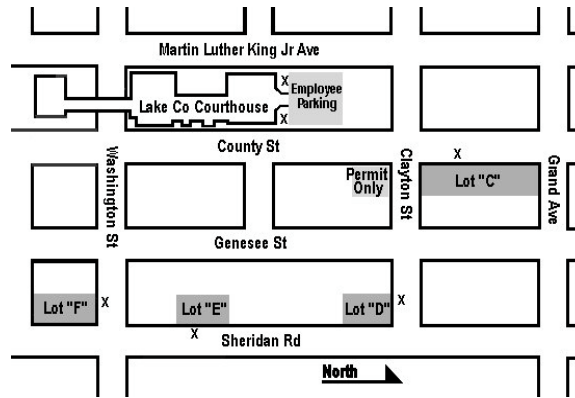 Martin Luther King Jr Ave
X
Employee
Lake Co Courthouse
Parking
X
County St
Washington St
Clayton St
Grand Ave
X
Permit
Only
Lot "C"
Genesee St
Lot "F"
X
Lot "E"
X
Lot "D"
X
Sheridan Rd
North